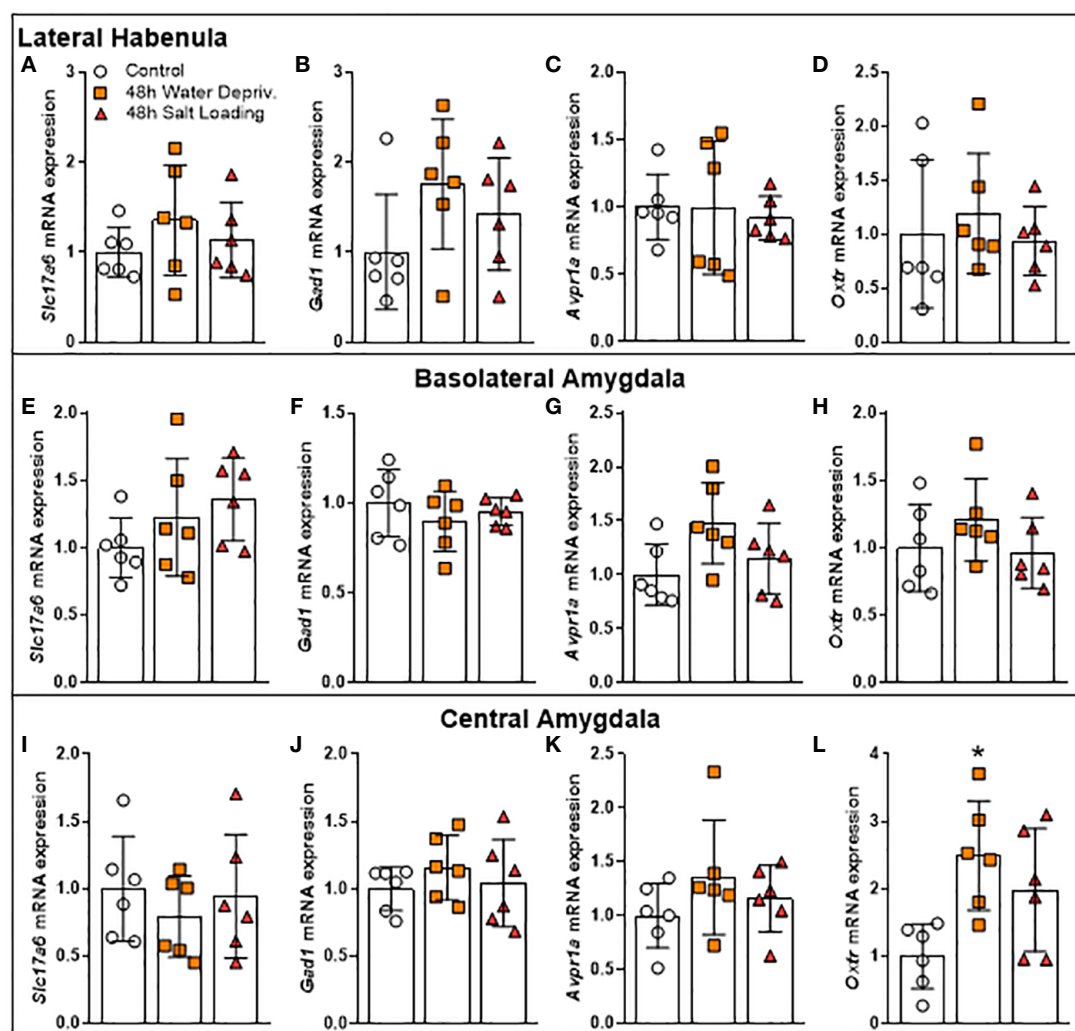 Lateral Habenula
A
Control
48h Water Depriv.
48h Salt Loading
Slc17a6 mRNA expression
3
2
1
0
B
Gad1 mRNA expression
3
2
1
0
C
Avpr1a mRNA expression
2.0
1.5
1.0
0.5
0.0
D
Oxtr mRNA expression
2.5
2.0
1.5
1.0
0.5
0.0
Basolateral Amygdala
E
Slc17a6 mRNA expression
2.0
1.5
1.0
0.5
0.0
F
Gad1 mRNA expression
1.5
1.0
0.5
0.0
G
Avpr1a mRNA expression
2.5
2.0
1.5
1.0
0.5
0.0
H
Oxtr mRNA expression
2.0
1.5
1.0
0.5
0.0
Central Amygdala
I
Slc17a6 mRNA expression
2.0
1.5
1.0
0.5
0.0
J
Gad1 mRNA expression
2.0
1.5
1.0
0.5
0.0
K
Avpr1a mRNA expression
2.5
2.0
1.5
1.0
0.5
0.0
L
Oxtr mRNA expression
4
3
2
1
0
*